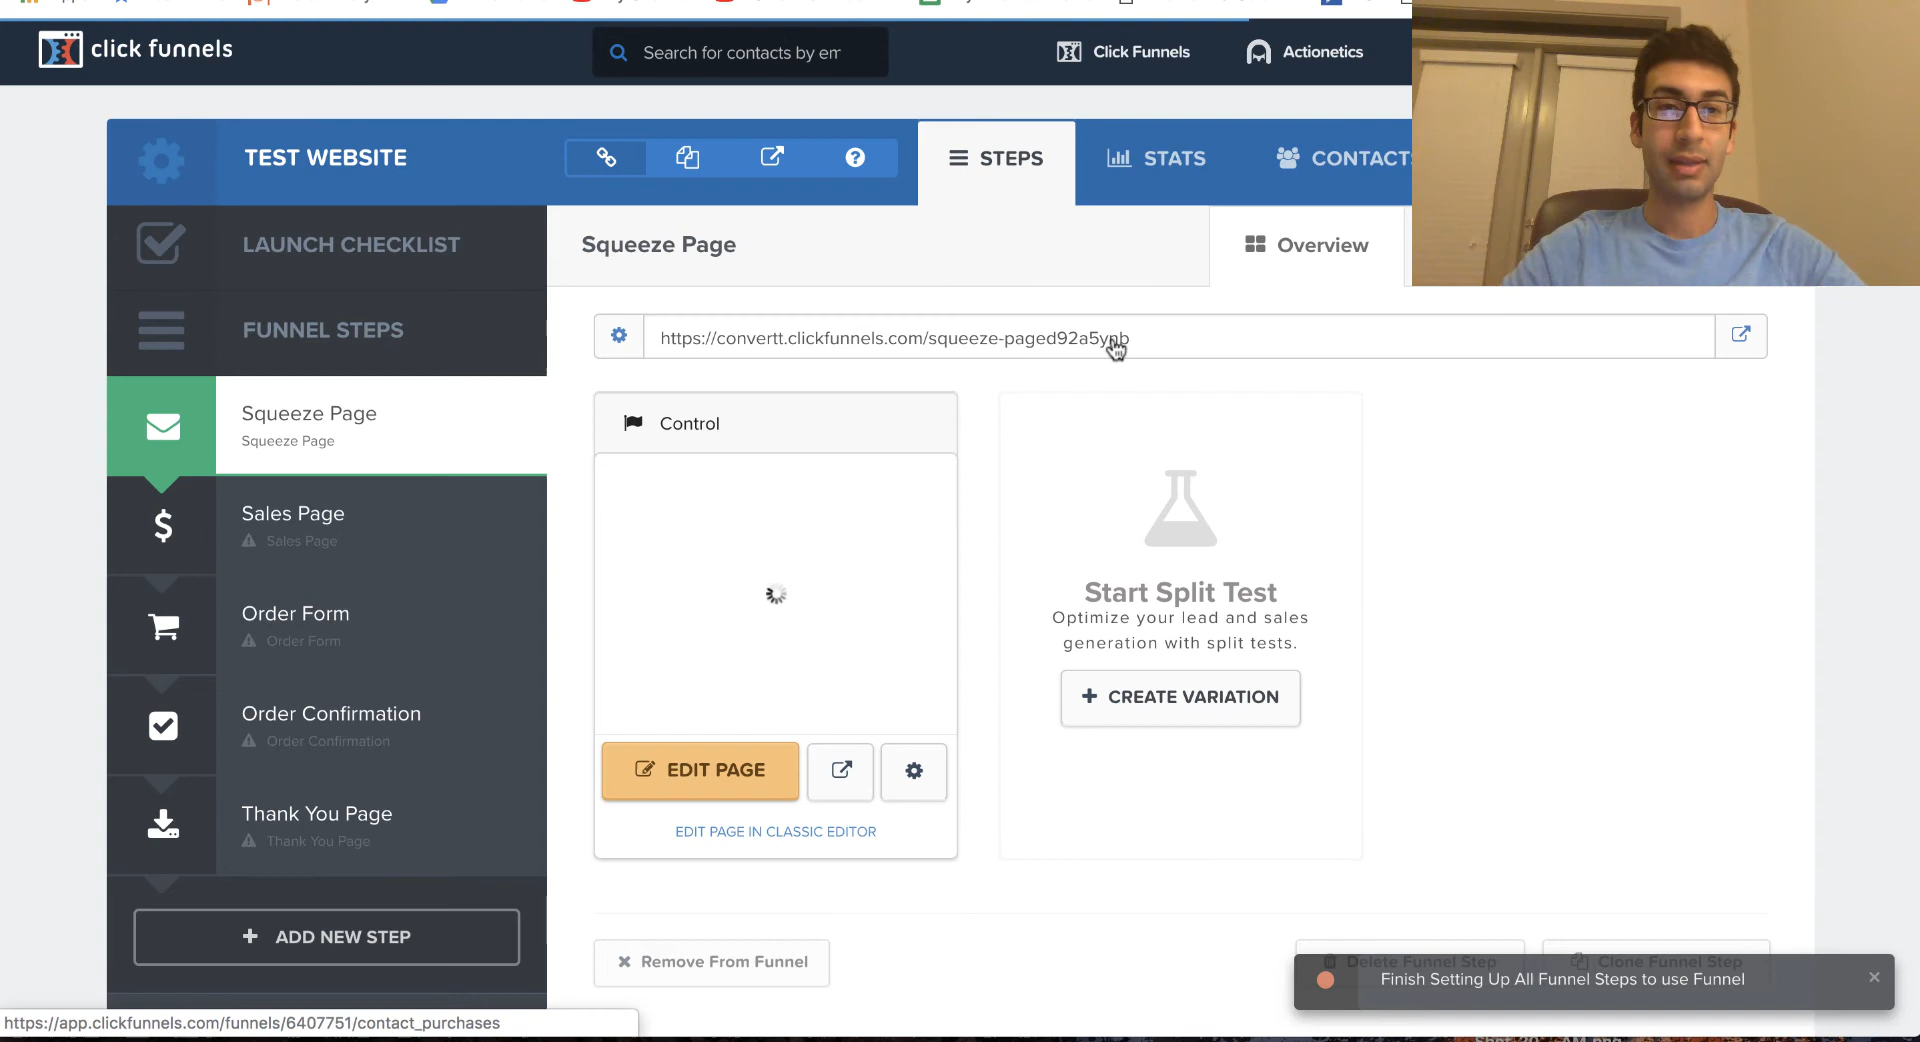 click funnels
Search for contacts by em
Click Funnels
Actionetics
TEST WEBSITE
STEPS
STATS
CONTACT
LAUNCH CHECKLIST
Squeeze Page
Overview
FUNNEL STEPS
https://convertt.clickfunnels.com/squeeze-paged92a5ynb
Squeeze Page
Squeeze Page
Control
Sales Page
Sales Page
Start Split Test
Optimize your lead and sales
generation with split tests.
Order Form
Order Form
CREATE VARIATION
Order Confirmation
Order Confirmation
EDIT PAGE
EDIT PAGE IN CLASSIC EDITOR
Thank You Page
Thank You Page
ADD NEW STEP
Remove From Funnel
Delete Funnel Step
Clone Funnel Step
Finish Setting Up All Funnel Steps to use Funnel
https://app.clickfunnels.com/funnels/6407751/contact_purchases